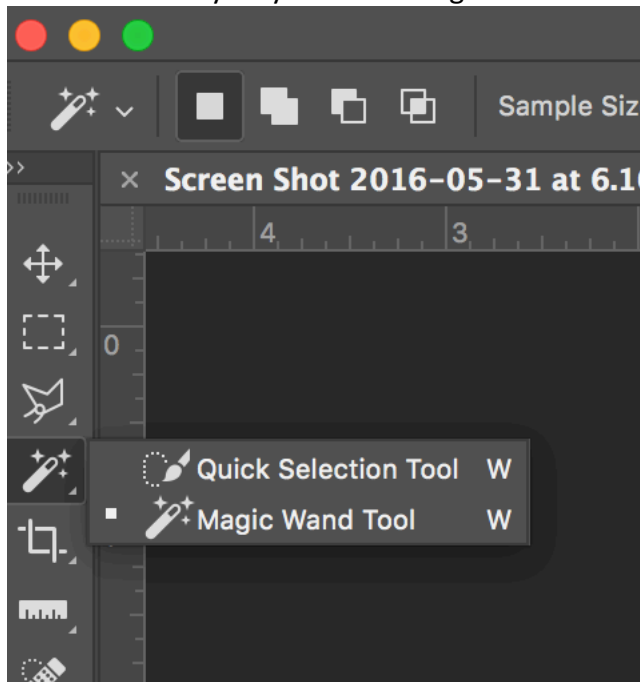 Sample Siz
>>
× Screen Shot 2016-05-31 at 6.1
4 3
0
Quick Selection Tool W
Magic Wand Tool W